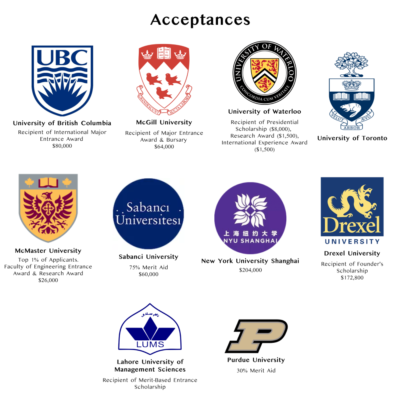 Acceptances
UBC
UNIVERSITY OF WATERLOO
University of British Columbia
Recipient of International Major
Entrance Award
$80,000
McGill University
Recipient of Major Entrance
Award & Bursary
$64,000
University of Waterloo
Recipient of Presidential
Scholarship ($8,000),
Research Award ($1,500),
International Experience Award
($1,500)
University of Toronto
Sabancı
Üniversitesi
上海纽约大学
NYU SHANGHAI
DREXEL
UNIVERSITY
McMaster University
Top 1% of Applicants.
Faculty of Engineering Entrance
Award & Research Award
$26,000
Sabanci University
75% Merit Aid
$60,000
New York University Shanghai
$204,000
Drexel University
Recipient of Founder's
Scholarship
$172,800
LUMS
P
Lahore University of
Management Sciences
Recipient of Merit-Based Entrance
Scholarship
Purdue University
50% Merit Aid